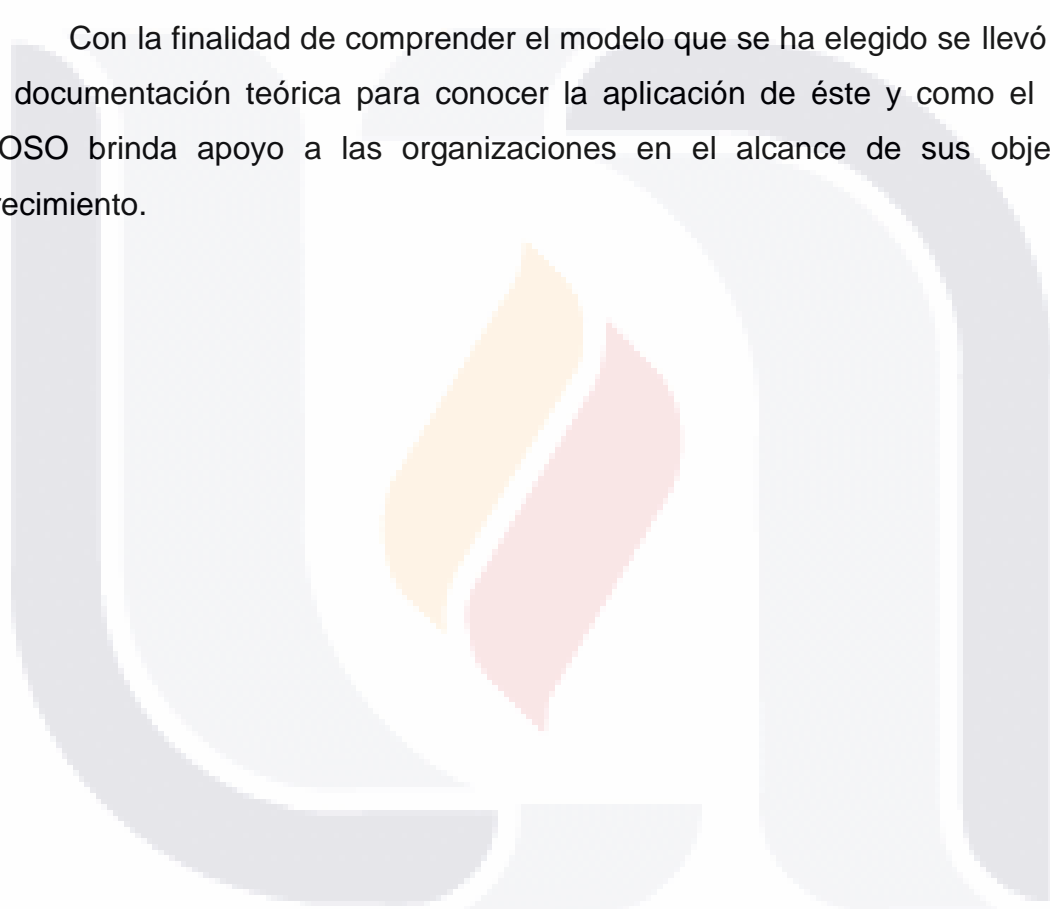 Con la finalidad de comprender el modelo que se ha elegido se llevó
documentación teórica para conocer la aplicación de éste y como el
OSO brinda apoyo a las organizaciones en el alcance de sus obje
recimiento.